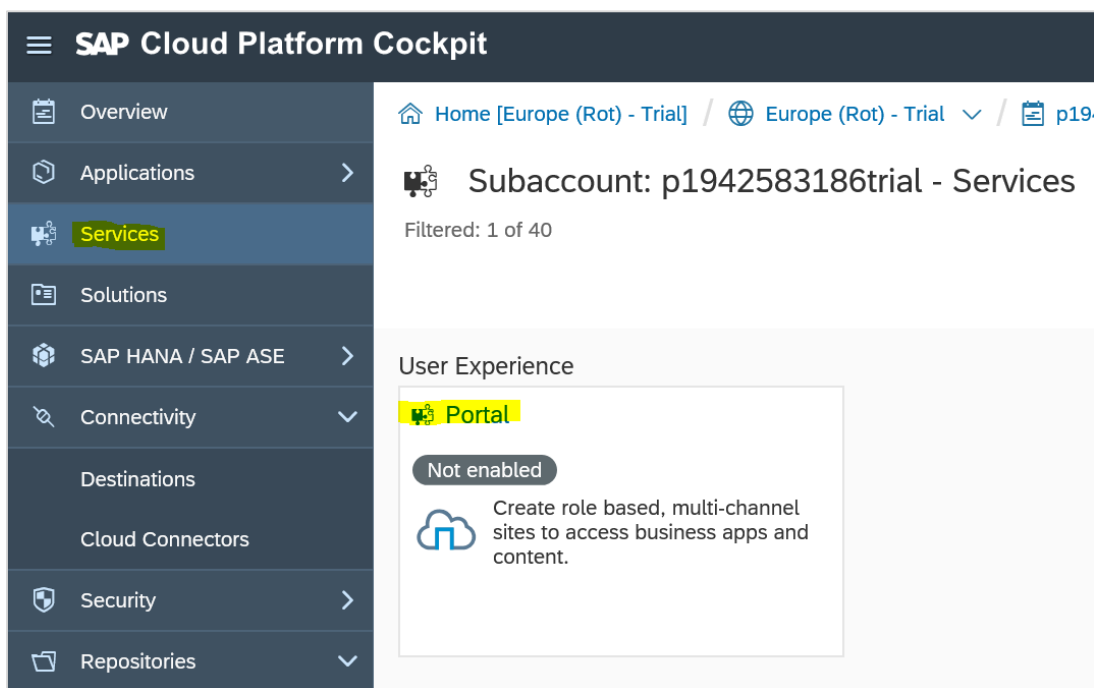 SAP Cloud Platform Cockpit
Overview
Applications
Services
Solutions
SAP HANA / SAP ASE
Connectivity
Destinations
Cloud Connectors
Security
Repositories
Home [Europe (Rot) - Trial] / Europe (Rot) - Trial / p194
Subaccount: p1942583186trial - Services
Filtered: 1 of 40
User Experience
Portal
Not enabled
Create role based, multi-channel
sites to access business apps and
content.